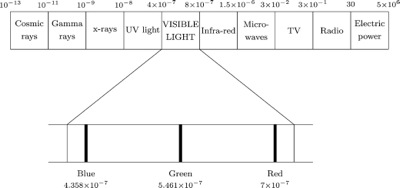 10⁻¹³ 10⁻¹¹ 10⁻⁹ 10⁻⁸ 4×10⁻⁷ 8×10⁻⁷ 1.5×10⁻⁶ 3×10⁻² 3×10⁻¹ 30 5×10⁶
Cosmic rays
Gamma rays
x-rays
UV light
VISIBLE LIGHT
Infra-red
Micro-waves
TV
Radio
Electric power
Blue Green Red
4.358×10⁻⁷ 5.461×10⁻⁷ 7×10⁻⁷